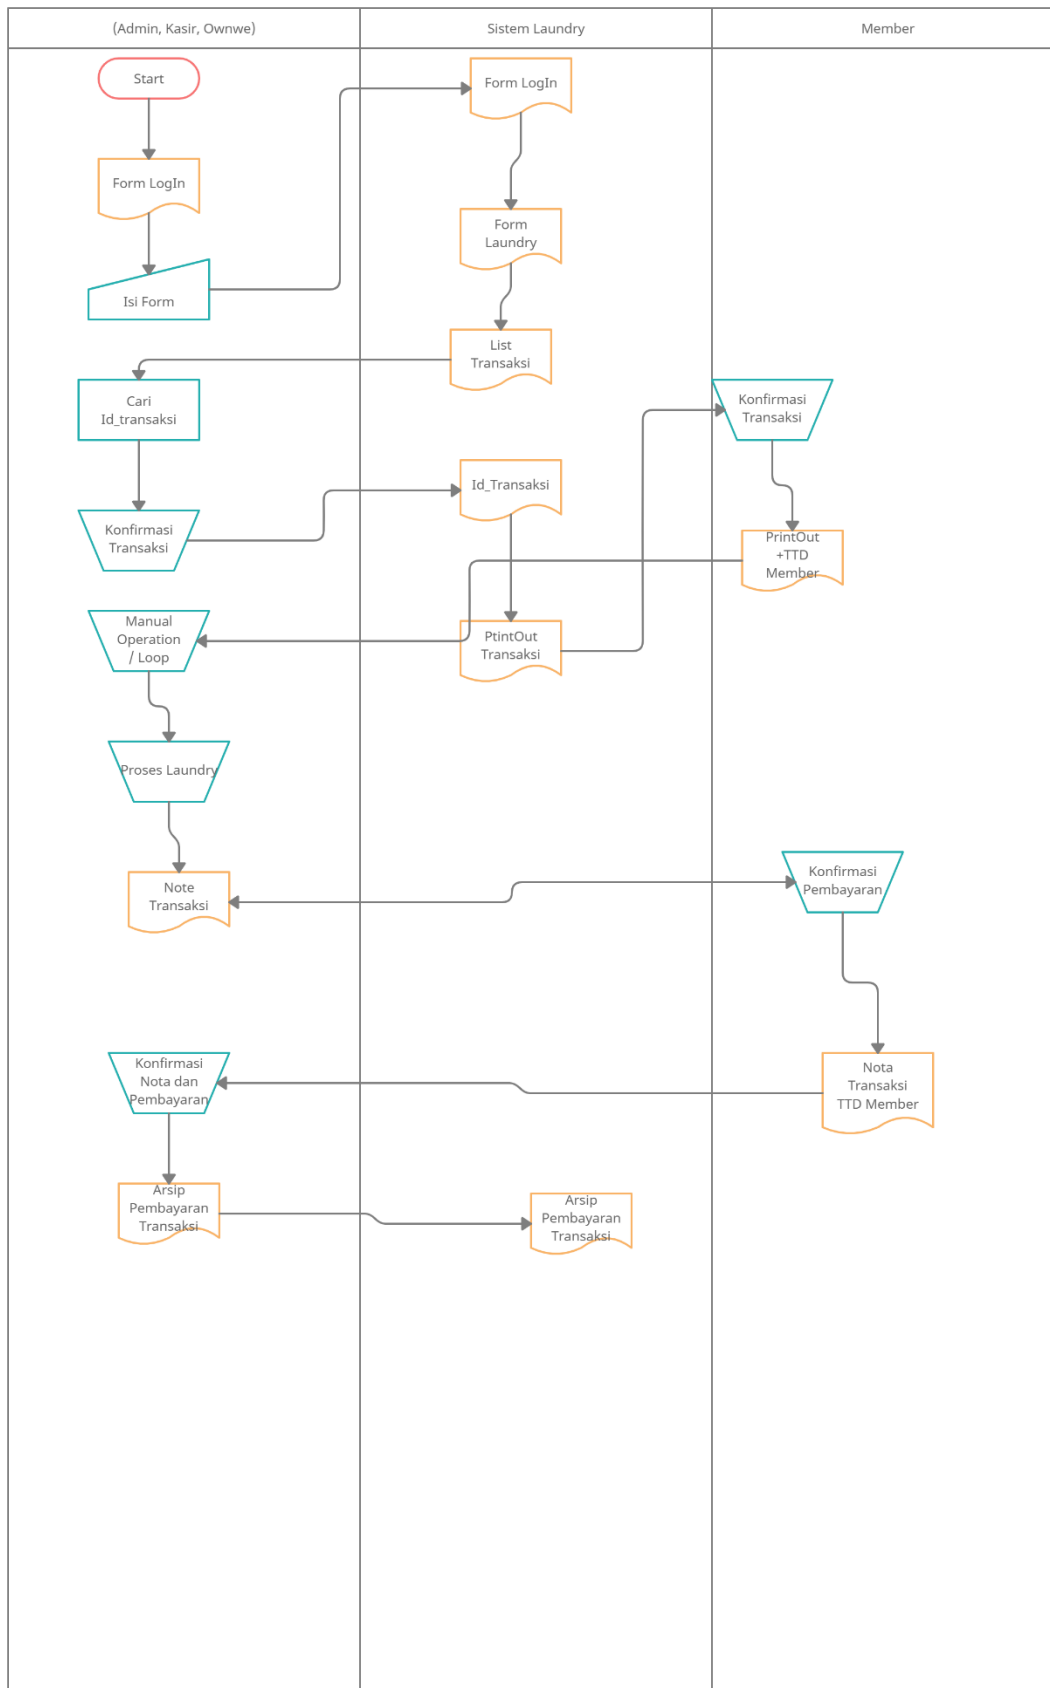 (Admin, Kasir, Ownwe)
Sistem Laundry
Member
Start
Form LogIn
Form LogIn
Form
Laundry
Isi Form
List
Transaksi
Cari
Id_transaksi
Konfirmasi
Transaksi
Id_Transaksi
Konfirmasi
Transaksi
PrintOut
+TTD
Member
Manual
Operation
/ Loop
PtintOut
Transaksi
Proses Laundry
Note
Transaksi
Konfirmasi
Pembayaran
Konfirmasi
Nota dan
Pembayaran
Nota
Transaksi
TTD Member
Arsip
Pembayaran
Transaksi
Arsip
Pembayaran
Transaksi